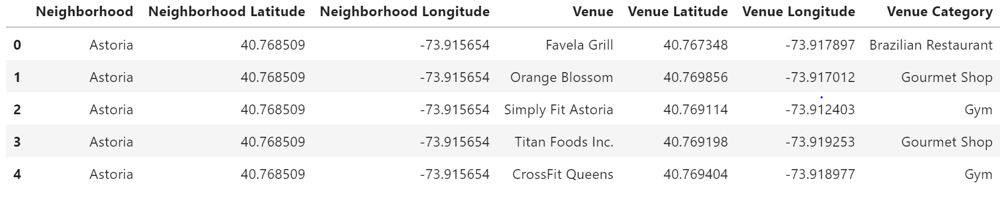 Neighborhood Neighborhood Latitude Neighborhood Longitude Venue Venue Latitude Venue Longitude Venue Category
0 Astoria 40.768509 -73.915654 Favela Grill 40.767348 -73.917897 Brazilian Restaurant
1 Astoria 40.768509 -73.915654 Orange Blossom 40.769856 -73.917012 Gourmet Shop
2 Astoria 40.768509 -73.915654 Simply Fit Astoria 40.769114 -73.912403 Gym
3 Astoria 40.768509 -73.915654 Titan Foods Inc. 40.769198 -73.919253 Gourmet Shop
4 Astoria 40.768509 -73.915654 CrossFit Queens 40.769404 -73.918977 Gym